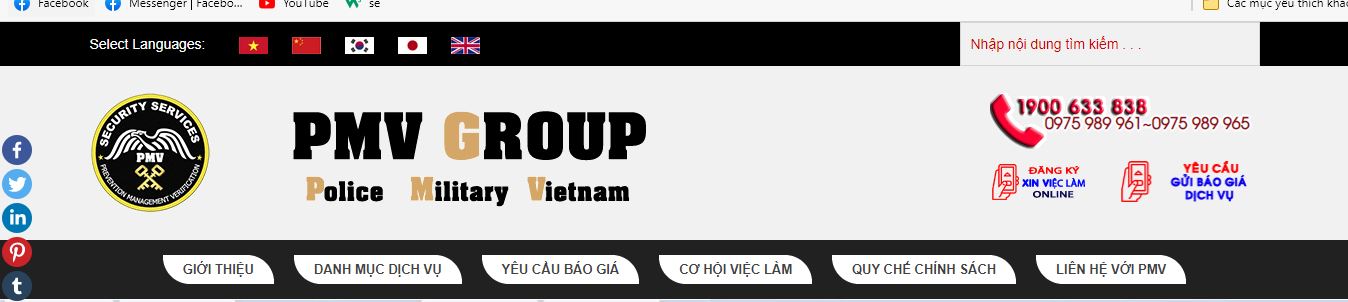 Facebook
Messenger | Facebo...
YouTube
se
Các mục yêu thích khác
Select Languages:
Nhập nội dung tìm kiếm . . .
SECURITY SERVICES
PMV
PREVENTION MANAGEMENT VERIFICATION
PMV GROUP
Police Military Vietnam
1900 633 838
0975 989 961~0975 989 965
ĐĂNG KÝ
XIN VIỆC LÀM
ONLINE
YÊU CẦU
GỬI BÁO GIÁ
DỊCH VỤ
GIỚI THIỆU
DANH MỤC DỊCH VỤ
YÊU CẦU BÁO GIÁ
CƠ HỘI VIỆC LÀM
QUY CHẾ CHÍNH SÁCH
LIÊN HỆ VỚI PMV